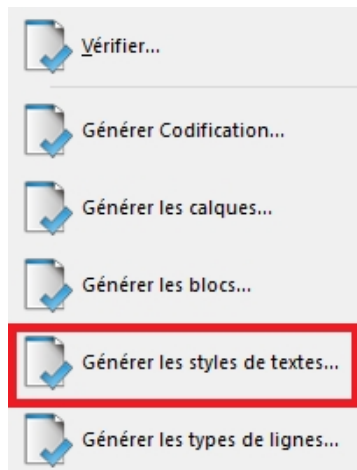 Vérifier...
Générer Codification...
Générer les calques...
Générer les blocs...
Générer les styles de textes...
Générer les types de lignes...